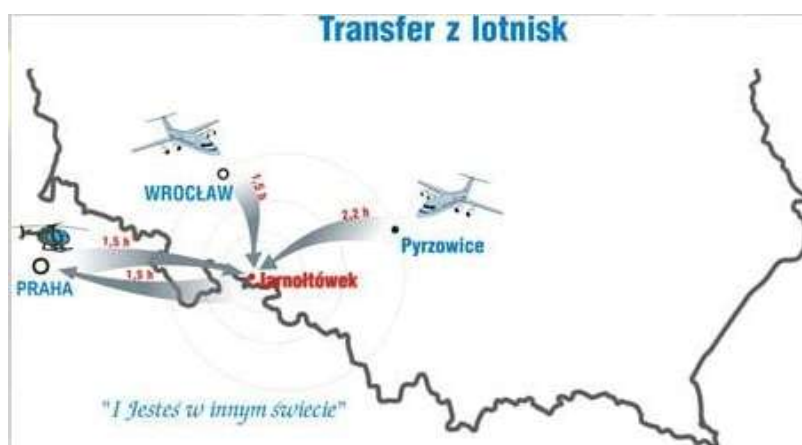 Transfer z lotnisk
WROCŁAW
1,5 h
2,2 h
Pyrzowice
1,5 h
PRAHA
1,5 h
Jarnołtówek
"I Jesteś w innym świecie"